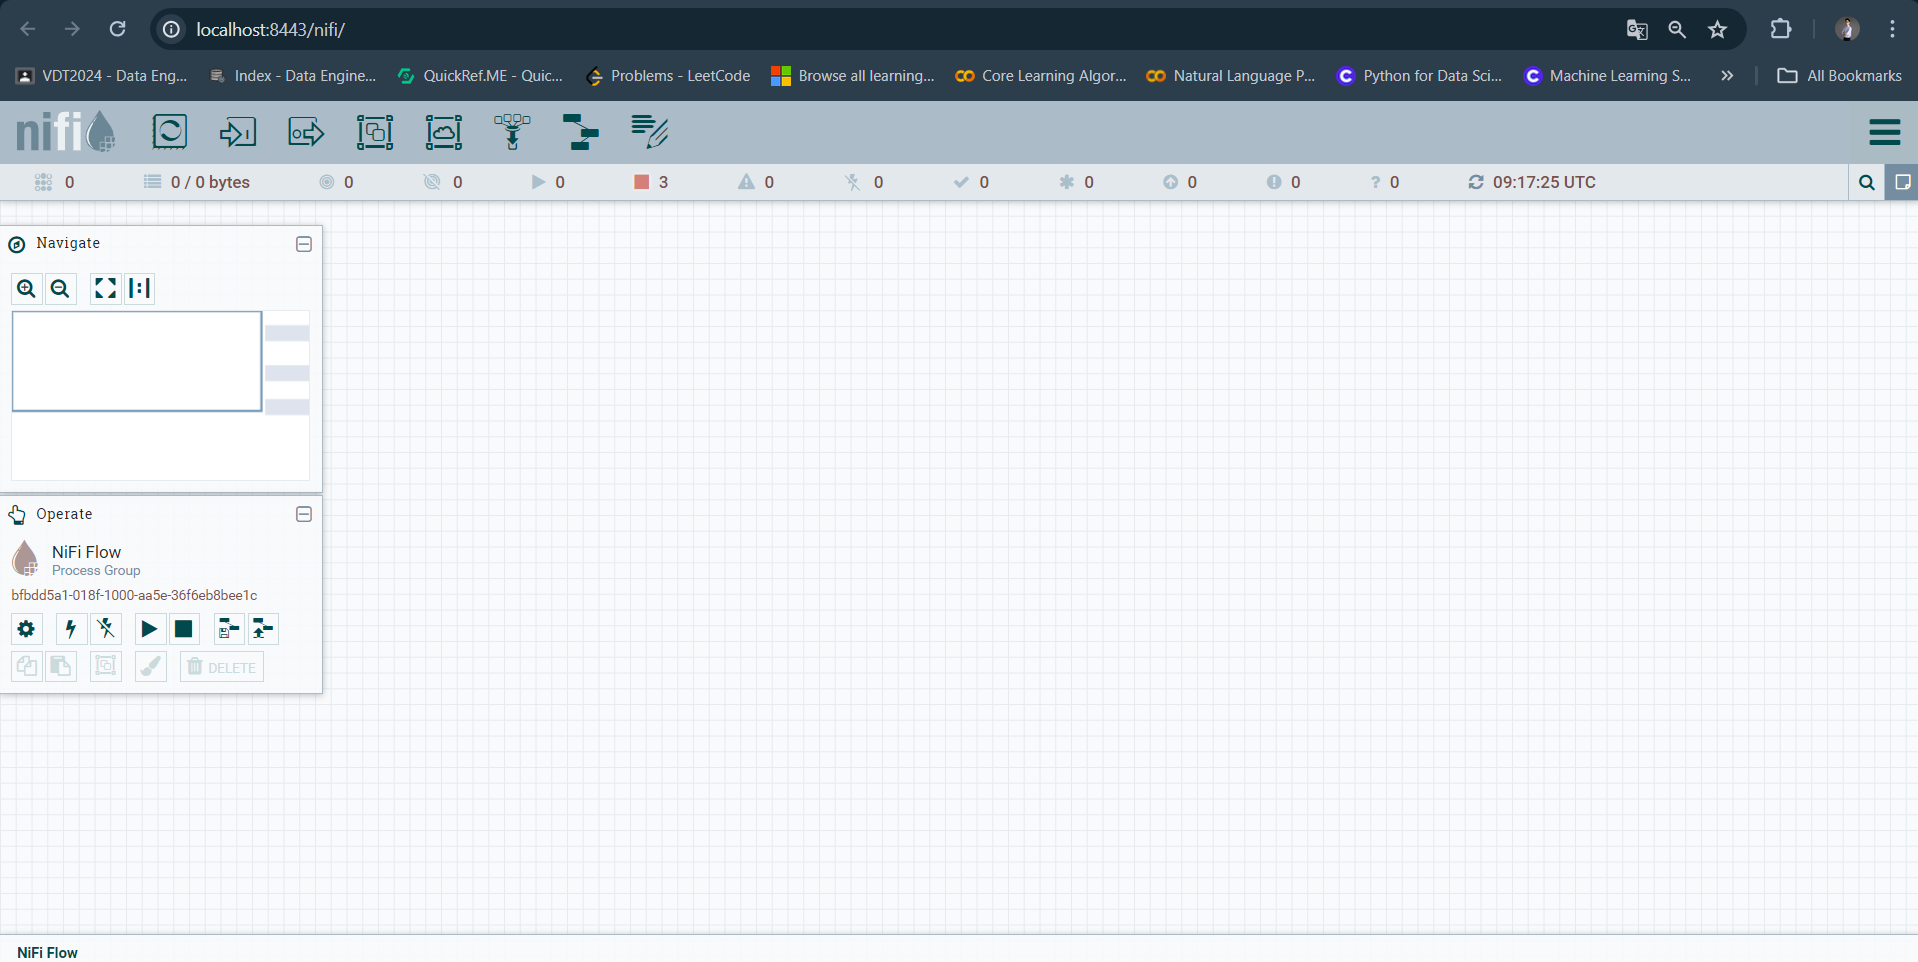 localhost:8443/nifi/
VDT2024 - Data Eng... Index - Data Engine... QuickRef.ME - Quic... Problems - LeetCode Browse all learning... Core Learning Algor... Natural Language P... Python for Data Sci... Machine Learning S... » All Bookmarks
nifi
0 0 / 0 bytes 0 0 0 3 0 0 0 0 0 0 ? 0 09:17:25 UTC
Navigate
Operate
NiFi Flow
Process Group
bfbdd5a1-018f-1000-aa5e-36f6eb8bee1c
DELETE
NiFi Flow